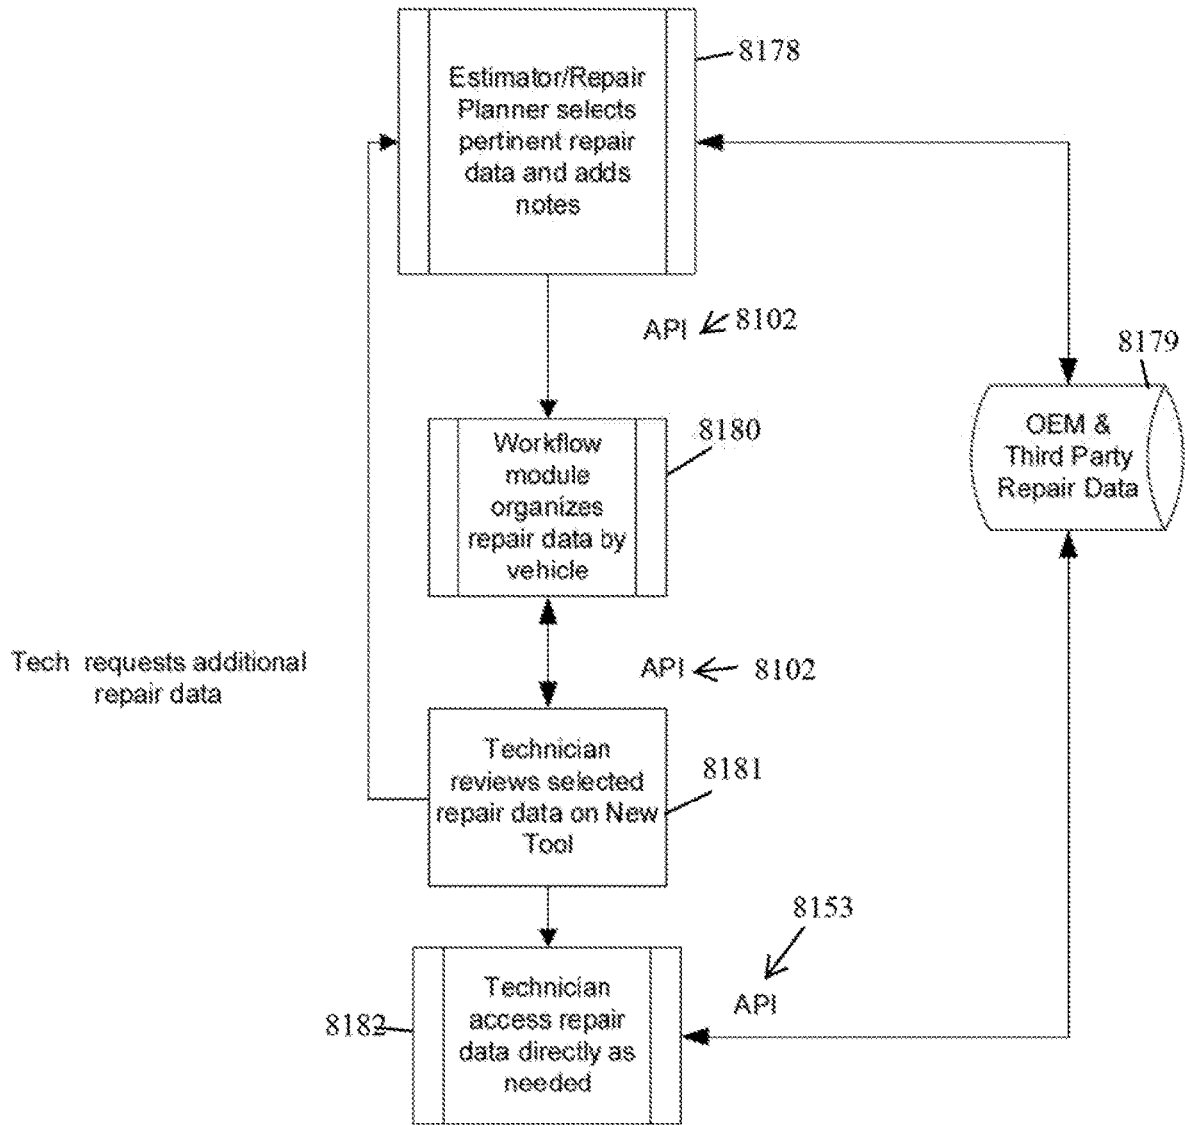 8178
Estimator/Repair
Planner selects
pertinent repair
data and adds
notes
API
8102
8179
OEM &
Third Party
Repair Data
8180
Workflow
module
organizes
repair data by
vehicle
Tech requests additional
repair data
API
8102
Technician
reviews selected
repair data on New
Tool
8181
8153
API
8182
Technician
access repair
data directly as
needed